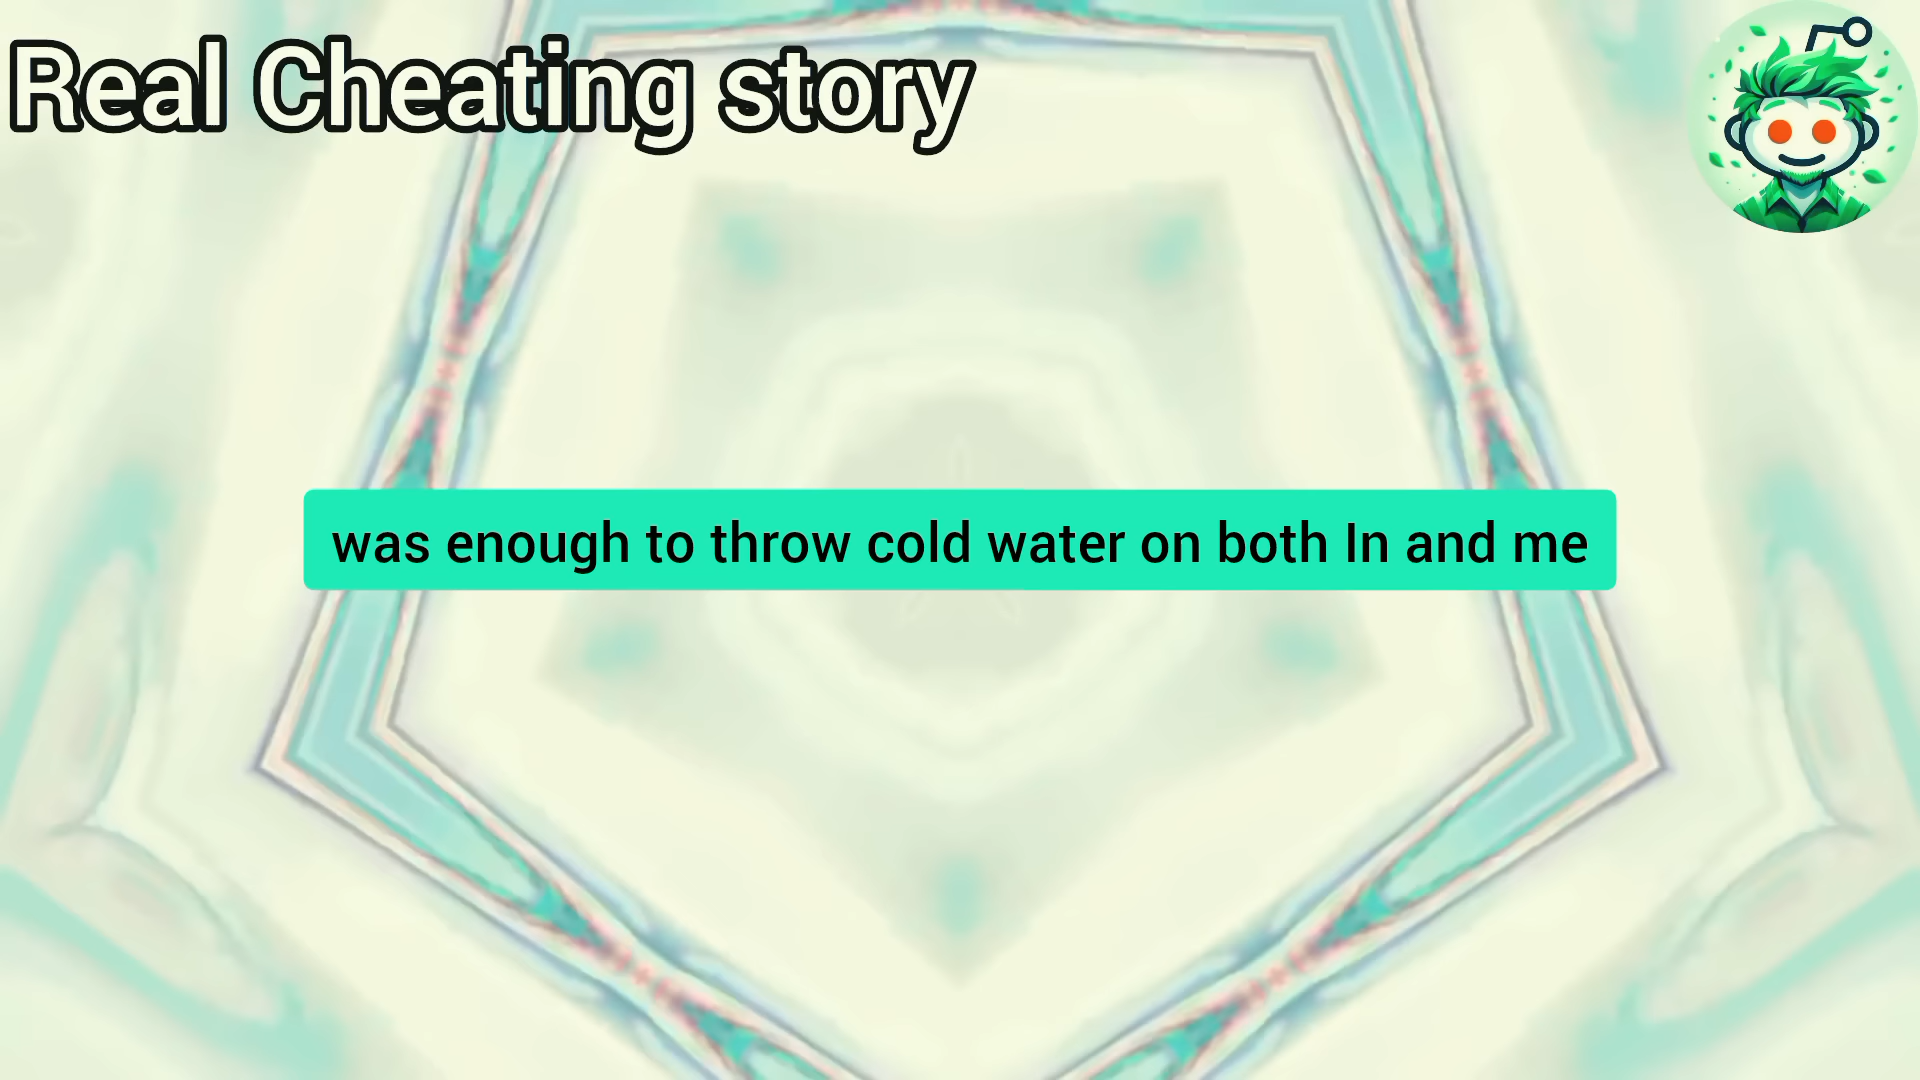 Real Cheating story
was enough to throw cold water on both In and me